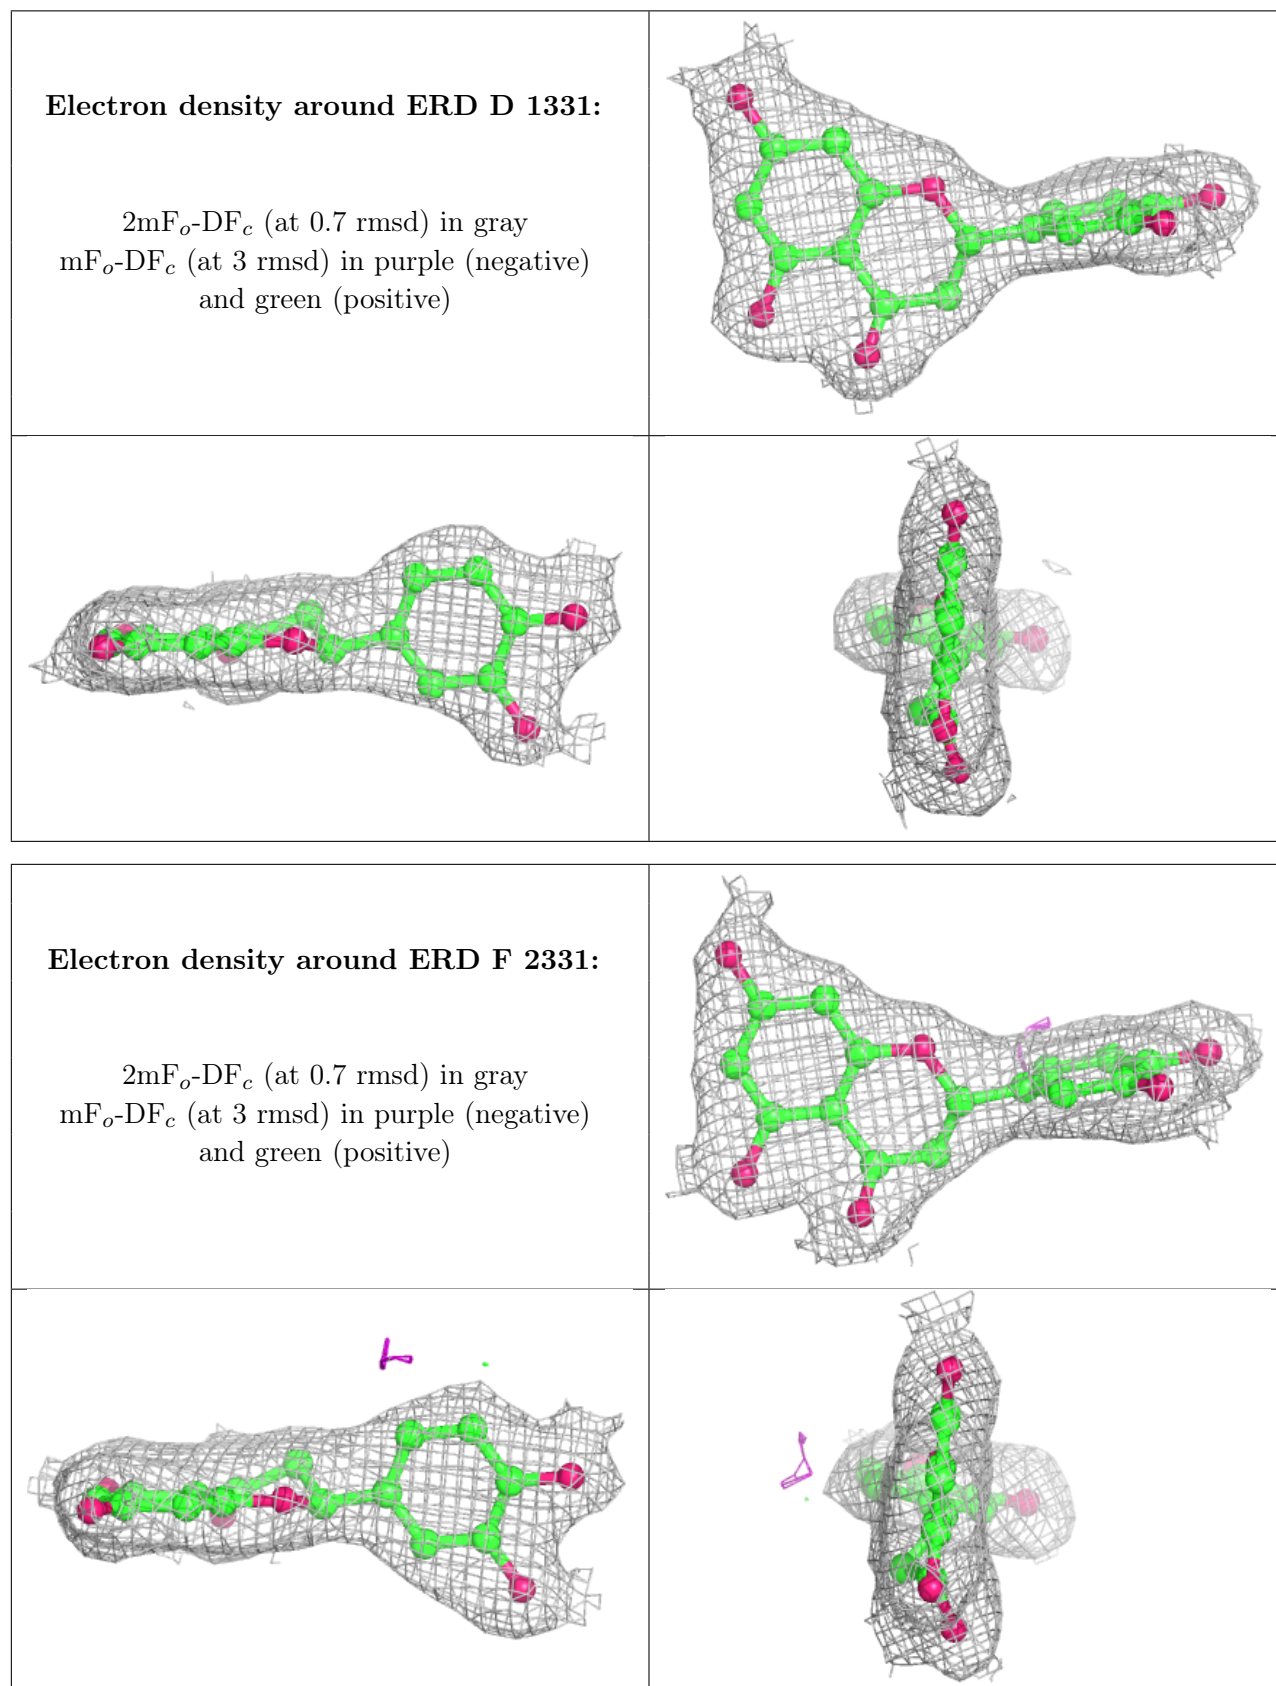 Electron density around ERD D 1331:
2mFo-DFc (at 0.7 rmsd) in gray
mFo-DFc (at 3 rmsd) in purple (negative)
and green (positive)
Electron density around ERD F 2331:
2mFo-DFc (at 0.7 rmsd) in gray
mFo-DFc (at 3 rmsd) in purple (negative)
and green (positive)